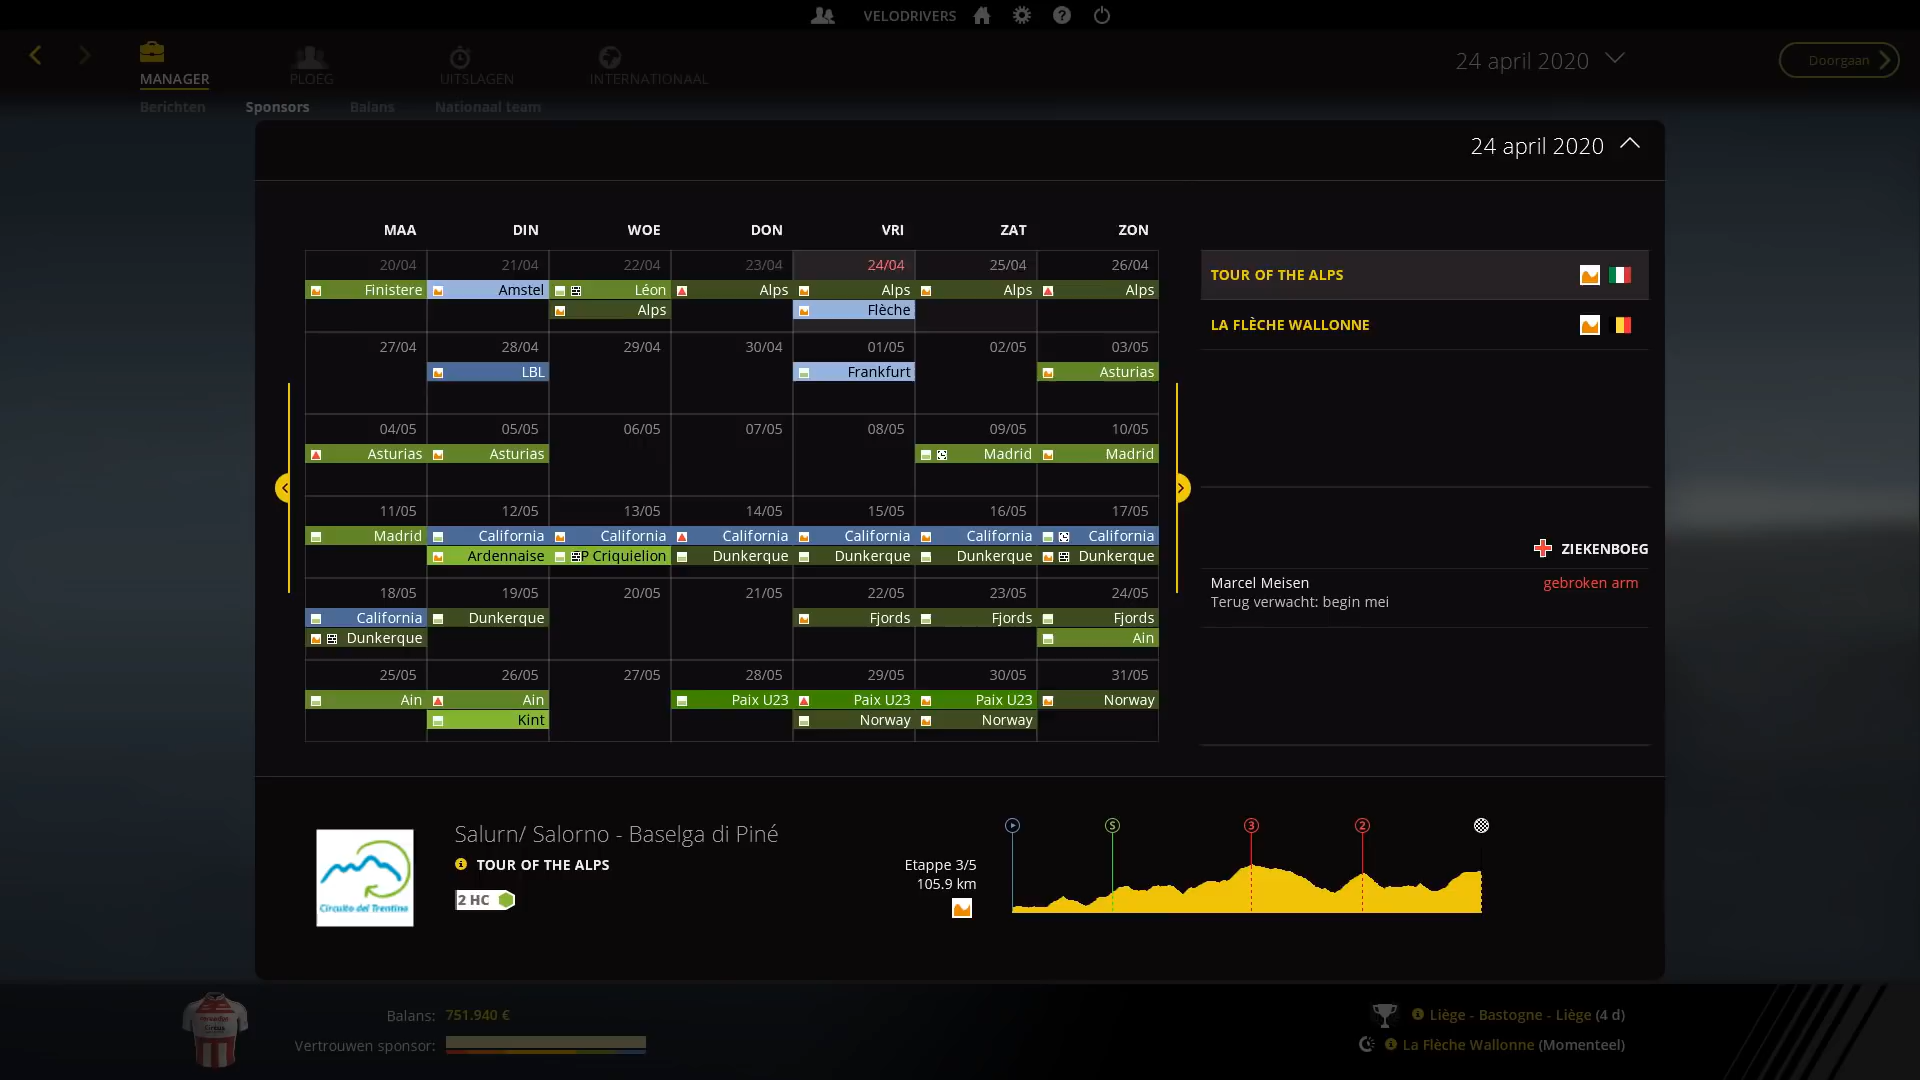 VELODRIVERS
MANAGER PLOEG UITSLAGEN INTERNATIONAAL 24 april 2020 Doorgaan
Berichten Sponsors Balans Nationaal team
24 april 2020
MAA DIN WOE DON VRI ZAT ZON
20/04 21/04 22/04 23/04 24/04 25/04 26/04
Finistere Amstel Léon Alps Alps Alps Alps
Alps Flèche
27/04 28/04 29/04 30/04 01/05 02/05 03/05
LBL Frankfurt Asturias
04/05 05/05 06/05 07/05 08/05 09/05 10/05
Asturias Asturias Madrid Madrid
11/05 12/05 13/05 14/05 15/05 16/05 17/05
Madrid California California California California California California
Ardennaise P Criquielion Dunkerque Dunkerque Dunkerque Dunkerque
18/05 19/05 20/05 21/05 22/05 23/05 24/05
California Dunkerque Fjords Fjords Fjords
Dunkerque Ain
25/05 26/05 27/05 28/05 29/05 30/05 31/05
Ain Ain Paix U23 Paix U23 Paix U23 Norway
Kint Norway Norway
TOUR OF THE ALPS
LA FLÈCHE WALLONNE
ZIEKENBOEG
Marcel Meisen gebroken arm
Terug verwacht: begin mei
Circuito del Trentino
Salurn/ Salorno - Baselga di Piné
TOUR OF THE ALPS
2 HC
Etappe 3/5
105.9 km
S 3 2
Balans: 751.940 €
Vertrouwen sponsor:
Liège - Bastogne - Liège (4 d)
La Flèche Wallonne (Momenteel)